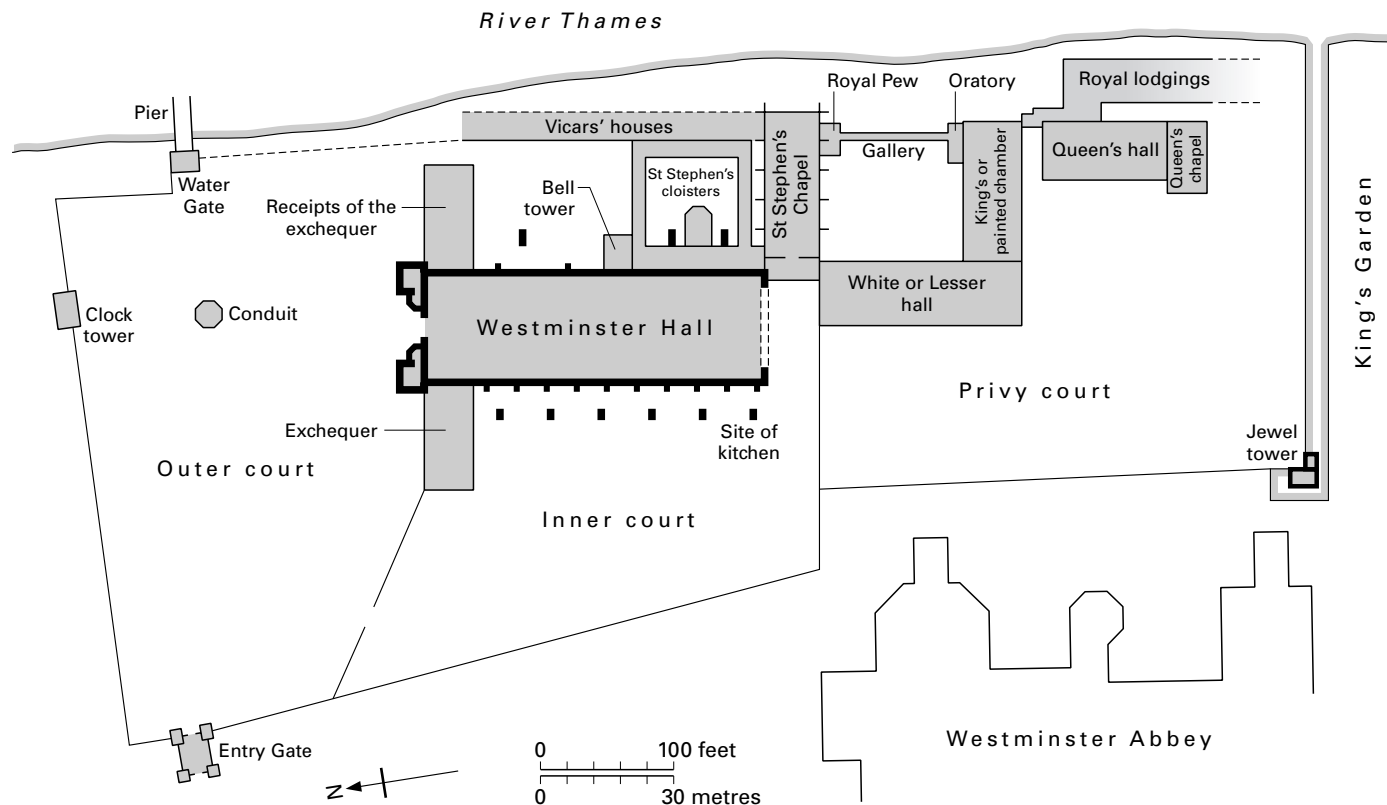 River Thames
Pier
Water
Gate
Receipts of the
exchequer
Vicars' houses
Bell
tower
St Stephen's
cloisters
St Stephen's
Chapel
Royal Pew
Oratory
Gallery
King's or
painted chamber
Royal lodgings
Queen's hall
Queen's
chapel
King's Garden
Clock
tower
Conduit
Westminster Hall
White or Lesser
hall
Privy court
Exchequer
Outer court
Site of
kitchen
Inner court
Jewel
tower
Entry Gate
N
0 100 feet
0 30 metres
Westminster Abbey